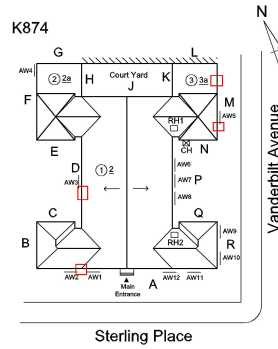 K874
N
G
L
AW4
② 2a
H
Court Yard
J
K
③ 3a
F
M
RH1
AW5
E
CH
N
D
AW3
① 2
AW6
AW7
P
AW8
C
Q
B
RH2
AW9
R
AW10
AW2
AW1
Main
Entrance
A
AW12
AW11
Vanderbilt Avenue
Sterling Place